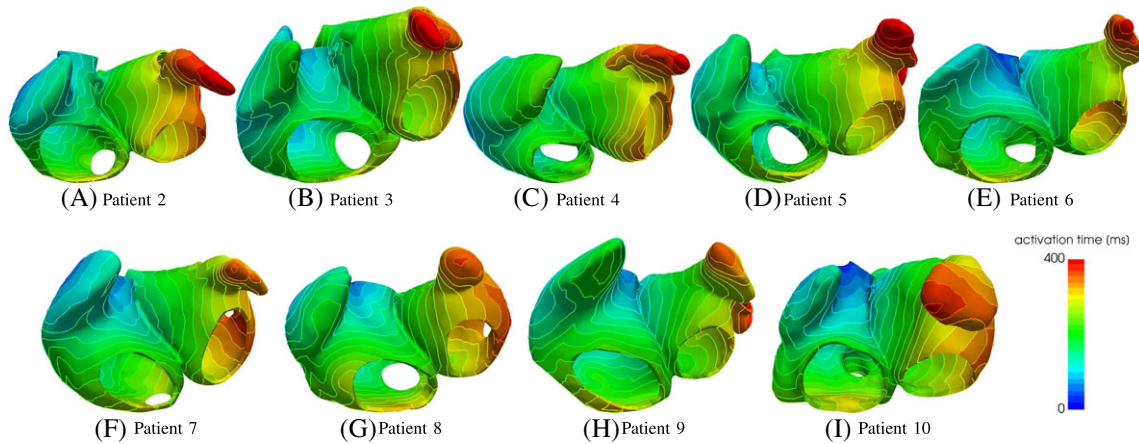 (A) Patient 2
(B) Patient 3
(C) Patient 4
(D) Patient 5
(E) Patient 6
activation time [ms]
400
0
(F) Patient 7
(G) Patient 8
(H) Patient 9
(I) Patient 10